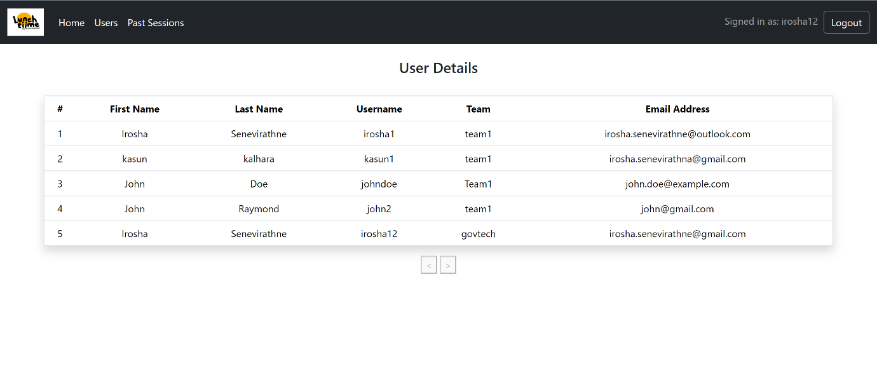 Lunch time Home Users Past Sessions Signed in as: irosha12 Logout
User Details
# First Name Last Name Username Team Email Address
1 Irosha Senevirathne irosha1 team1 irosha.senevirathne@outlook.com
2 kasun kalhara kasun1 team1 irosha.senevirathna@gmail.com
3 John Doe johndoe Team1 john.doe@example.com
4 John Raymond john2 team1 john@gmail.com
5 Irosha Senevirathne irosha12 govtech irosha.senevirathne@gmail.com
< >